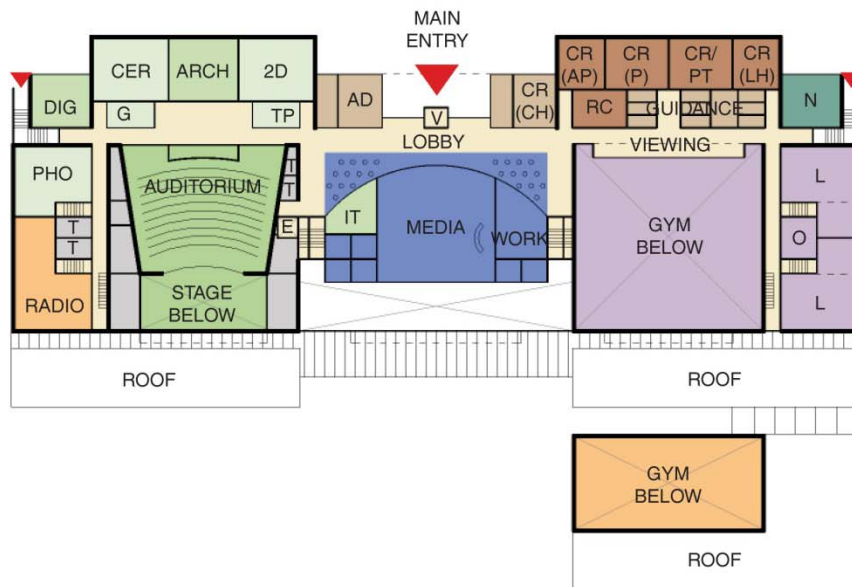 MAIN
ENTRY
CER
ARCH
2D
CR
(AP)
CR
(P)
CR/
PT
CR
(LH)
DIG
AD
CR
(CH)
N
G
TP
V
RC
GUIDANCE
LOBBY
VIEWING
PHO
AUDITORIUM
T
T
L
IT
MEDIA
WORK
GYM
BELOW
T
T
E
O
RADIO
STAGE
BELOW
L
ROOF
ROOF
GYM
BELOW
ROOF